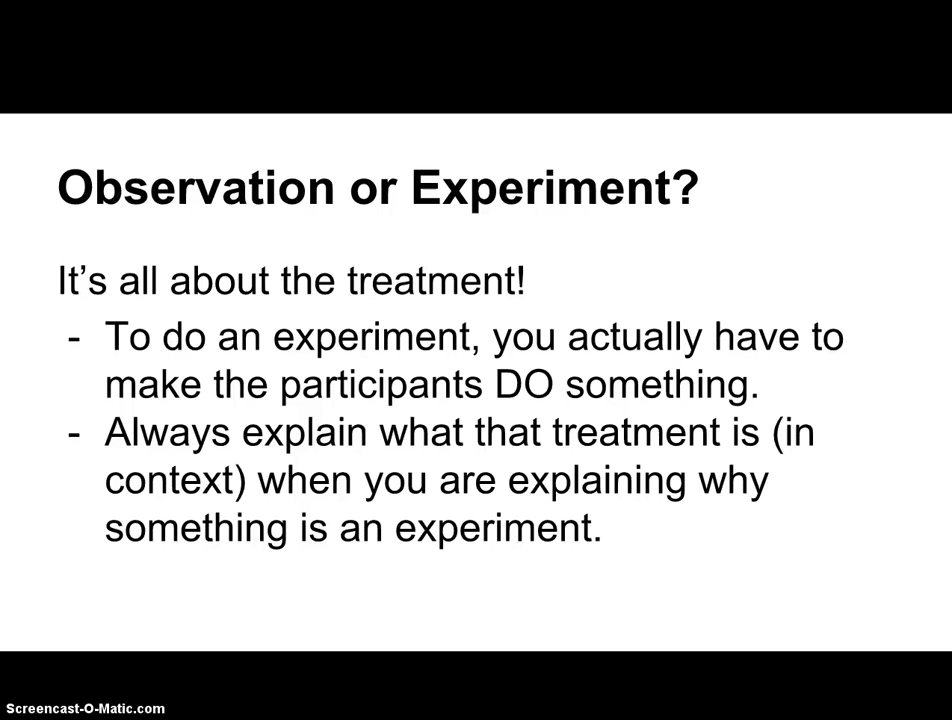 Observation or Experiment?
It’s all about the treatment!
- To do an experiment, you actually have to
make the participants DO something.
- Always explain what that treatment is (in
context) when you are explaining why
something is an experiment.
Screencast-O-Matic.com